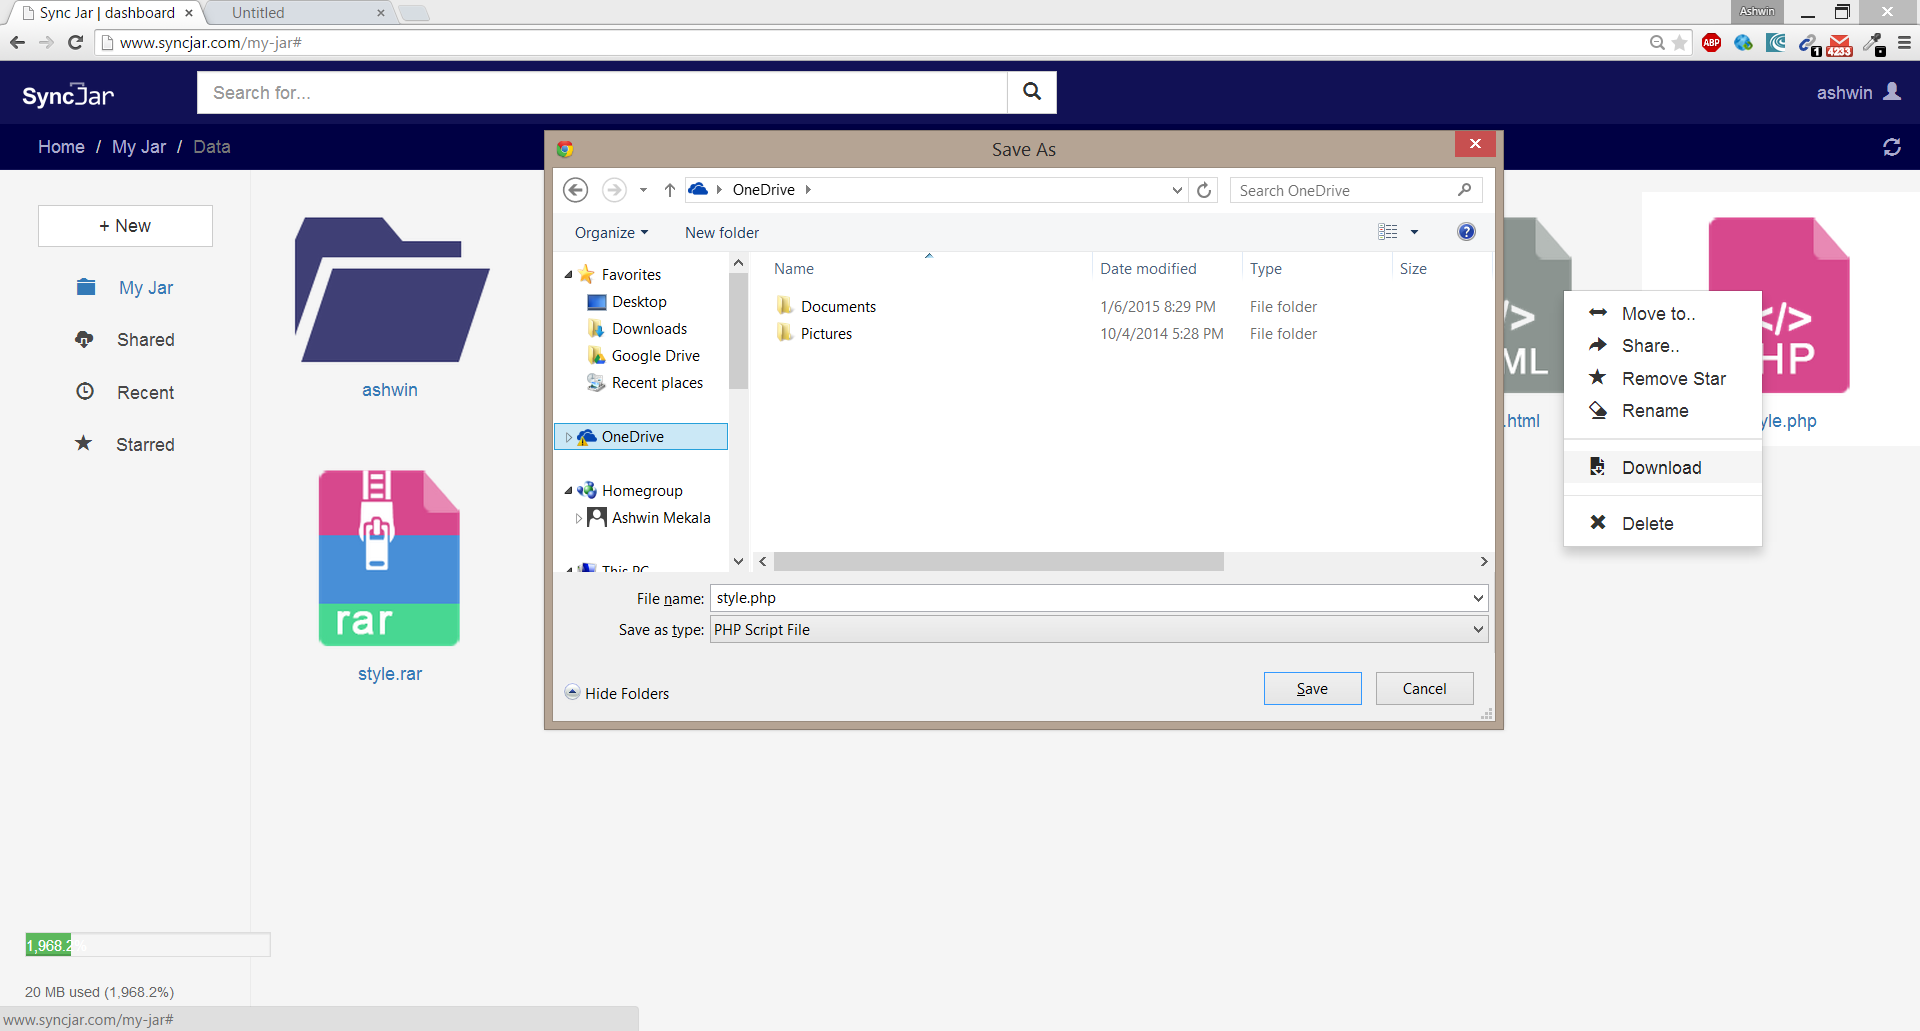 Sync Jar | dashboard
Untitled
Ashwin
www.syncjar.com/my-jar#
ABP
1
4233
SyncJar
Search for...
ashwin
Home / My Jar / Data
+ New
My Jar
Shared
Recent
Starred
ashwin
rar
style.rar
Save As
OneDrive
Search OneDrive
Organize
New folder
Name
Date modified
Type
Size
Favorites
Desktop
Downloads
Google Drive
Recent places
OneDrive
Homegroup
Ashwin Mekala
This PC
Documents 1/6/2015 8:29 PM File folder
Pictures 10/4/2014 5:28 PM File folder
File name: style.php
Save as type: PHP Script File
Hide Folders
Save
Cancel
ML
.html
</>
HP
yle.php
Move to..
Share..
Remove Star
Rename
Download
Delete
1,968.2%
20 MB used (1,968.2%)
www.syncjar.com/my-jar#